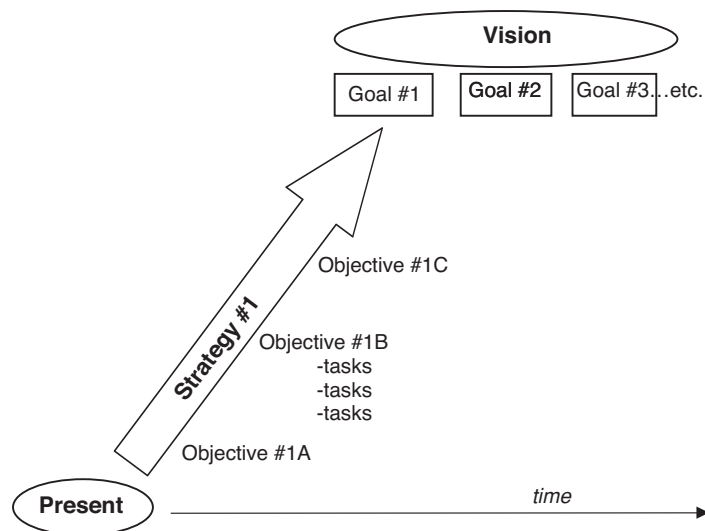 Vision
Goal #1
Goal #2
Goal #3...etc.
Objective #1C
Strategy #1
Objective #1B
-tasks
-tasks
-tasks
Objective #1A
Present
time